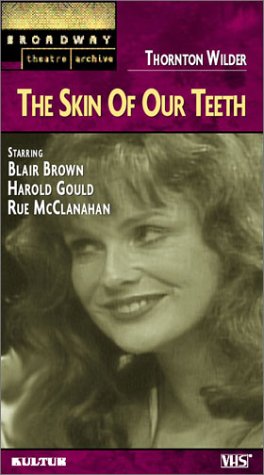 BROADWAY
theatre archive
THORNTON WILDER
THE SKIN OF OUR TEETH
STARRING
BLAIR BROWN
HAROLD GOULD
RUE MCCLANAHAN
KULTUR
VHS